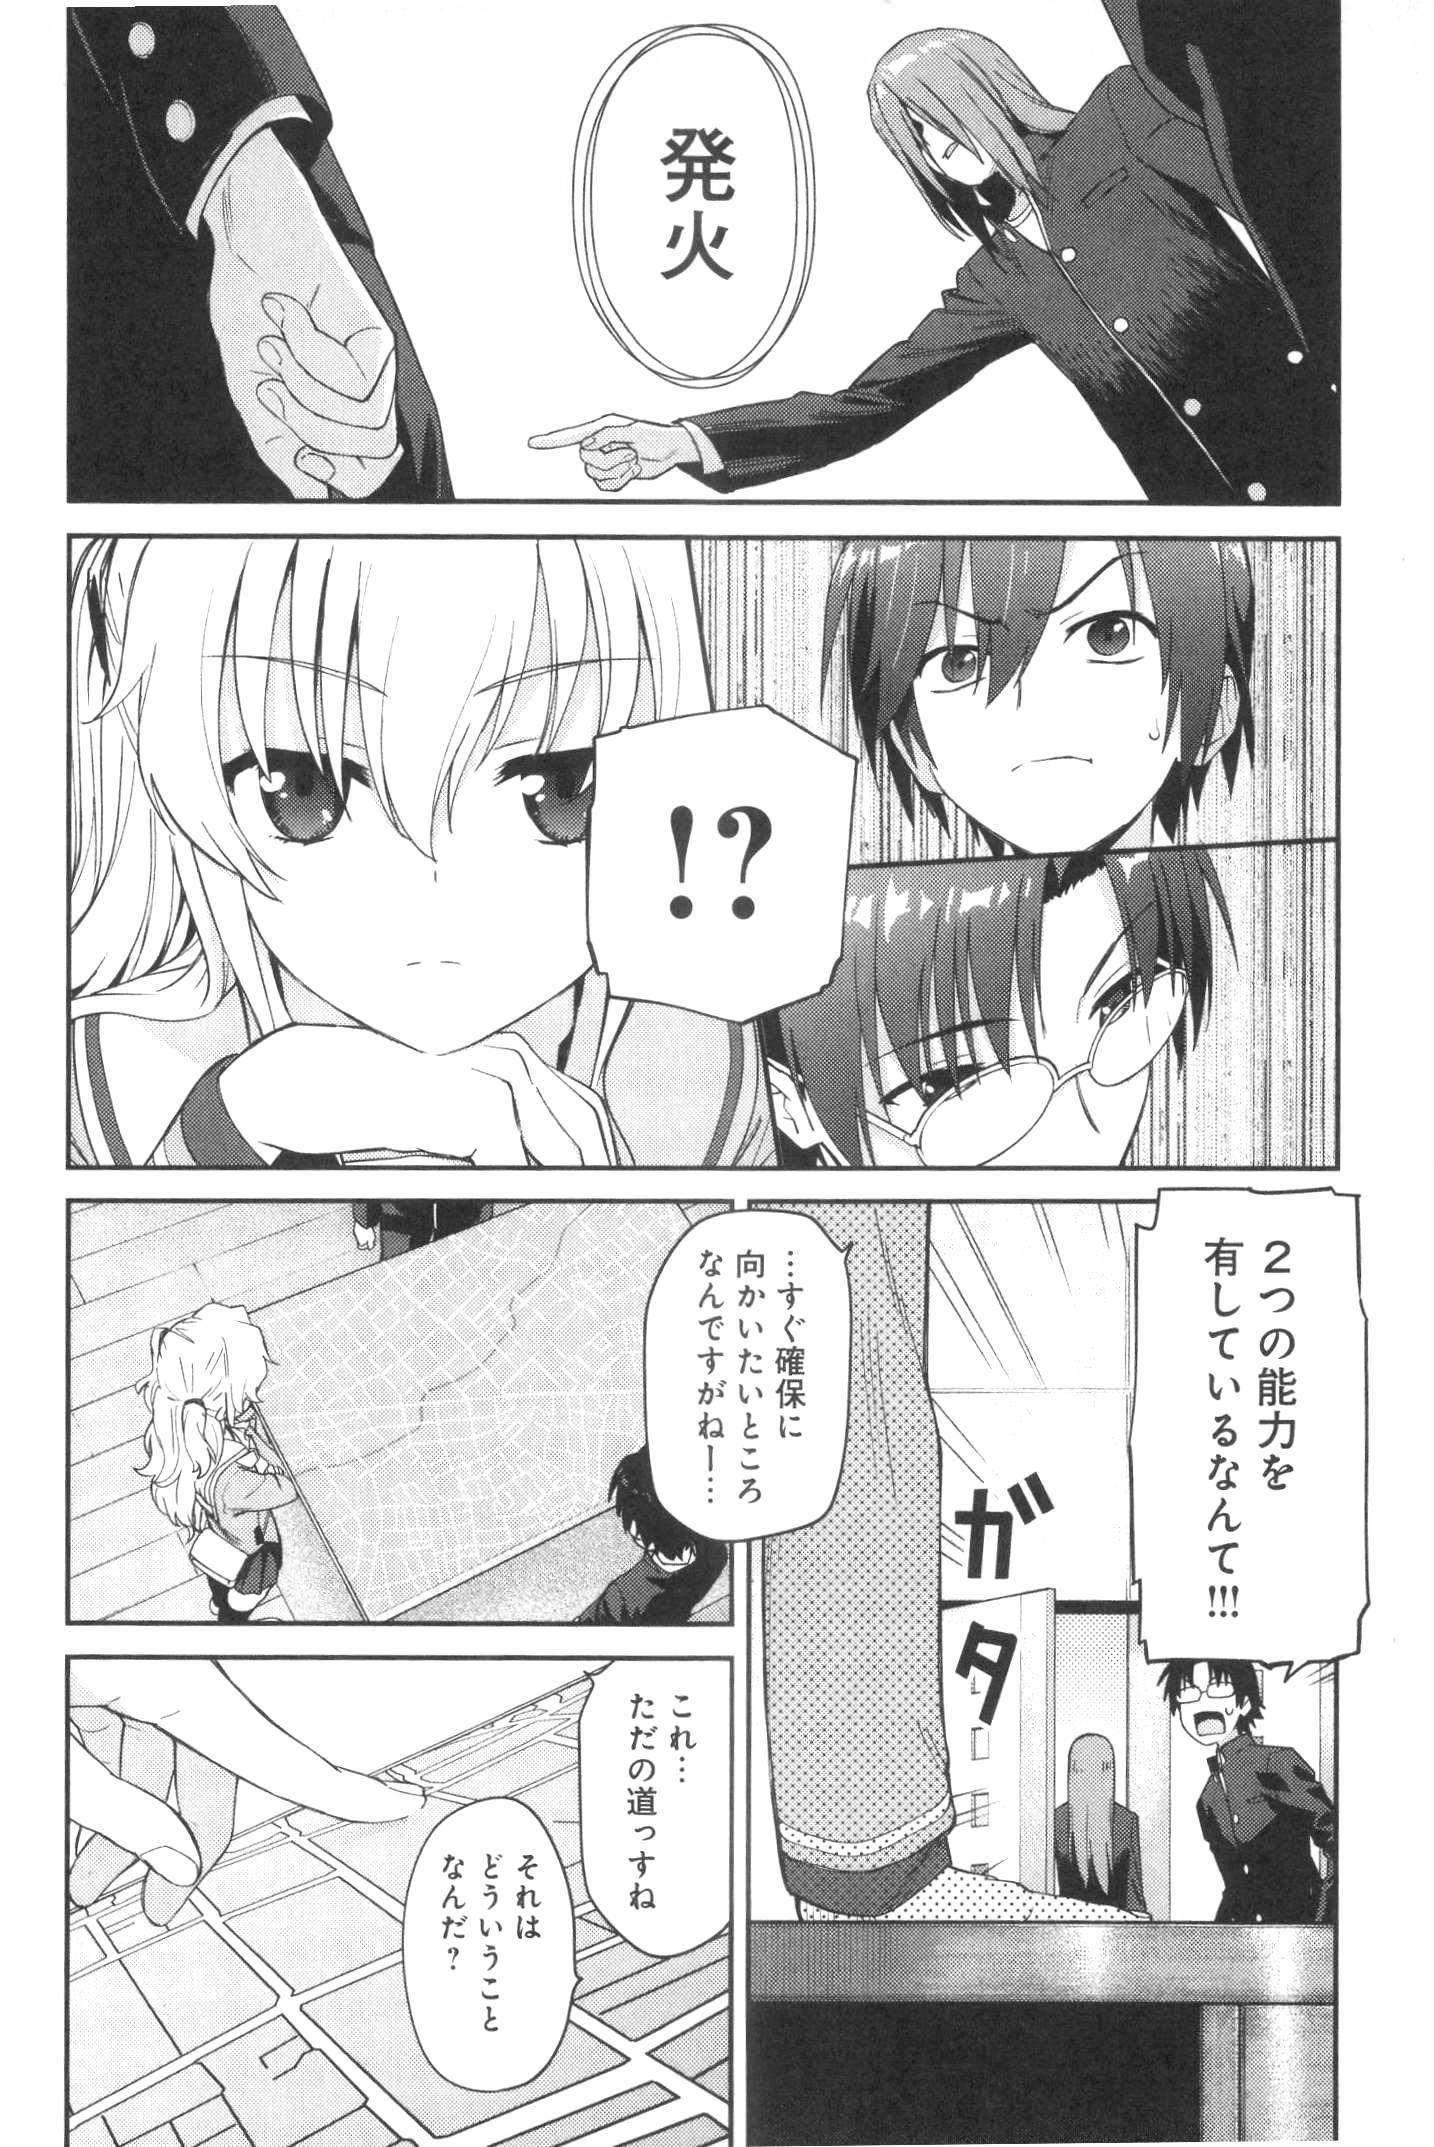 発火
!?
2つの能力を
有しているなんて!!!
ガタ
…すぐ確保に
向かいたいところ
なんですがねー…
これ…
ただの道っすね
それは
どういうこと
なんだ?